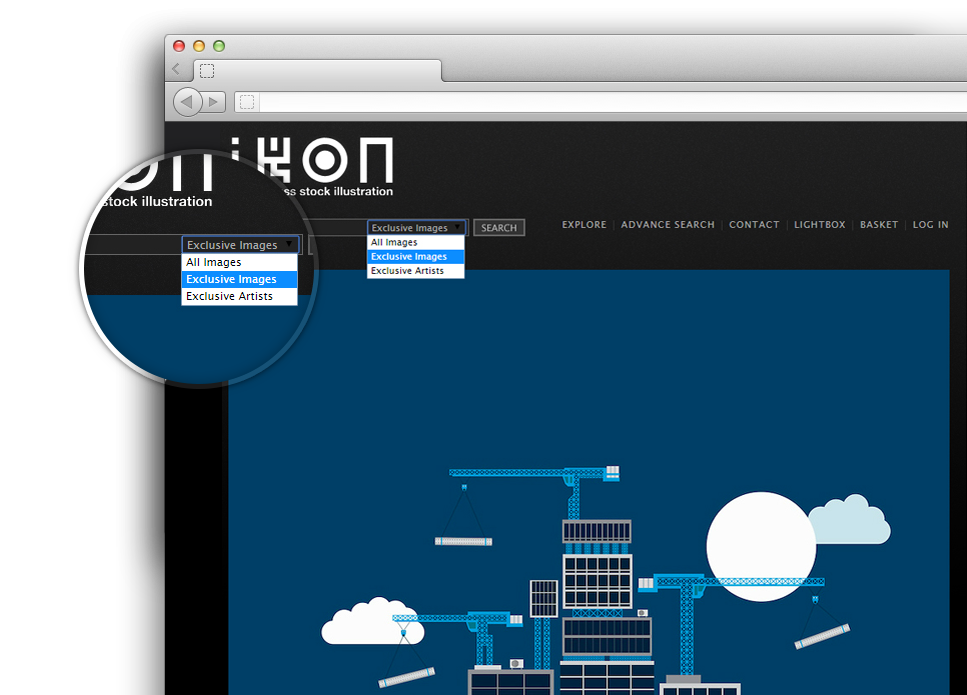 ikon
ss stock illustration
Exclusive Images
SEARCH
EXPLORE
ADVANCE SEARCH
CONTACT
LIGHTBOX
BASKET
LOG IN
All Images
Exclusive Images
Exclusive Artists
stock illustration
Exclusive Images
All Images
Exclusive Images
Exclusive Artists